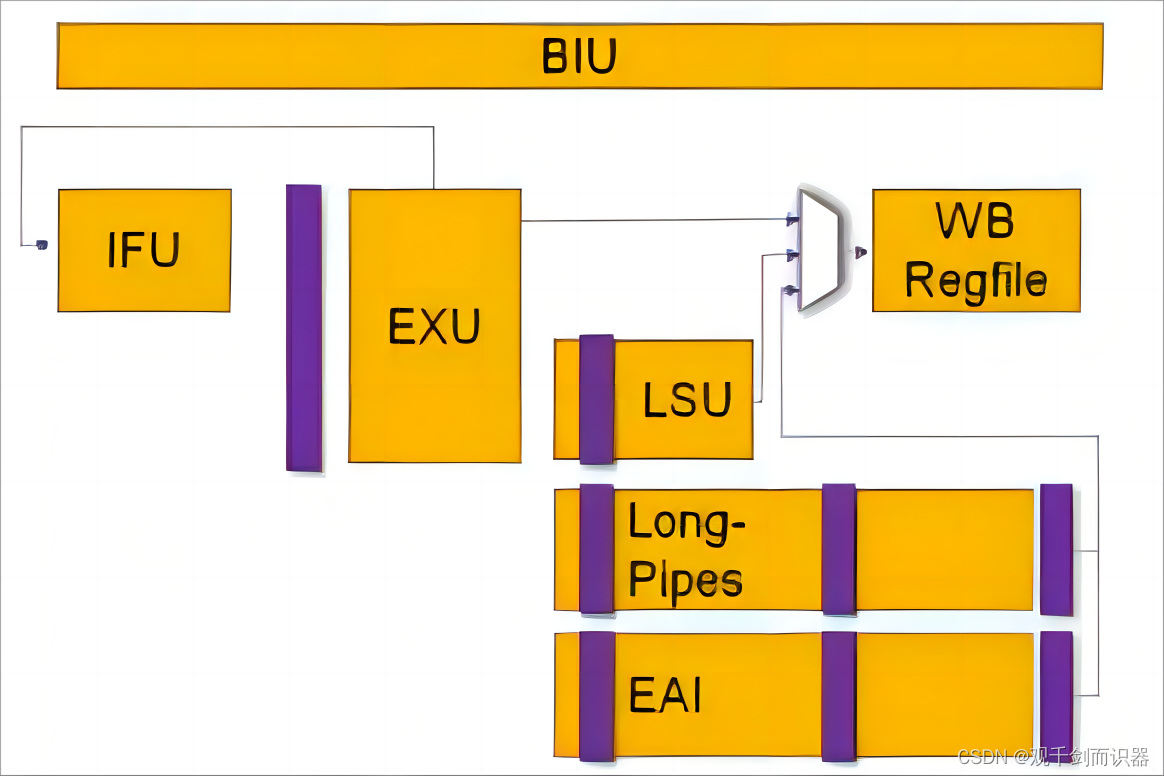 BIU
IFU
EXU
WB
Regfile
LSU
Long-
Pipes
EAI
CSDN @观千剑而识器